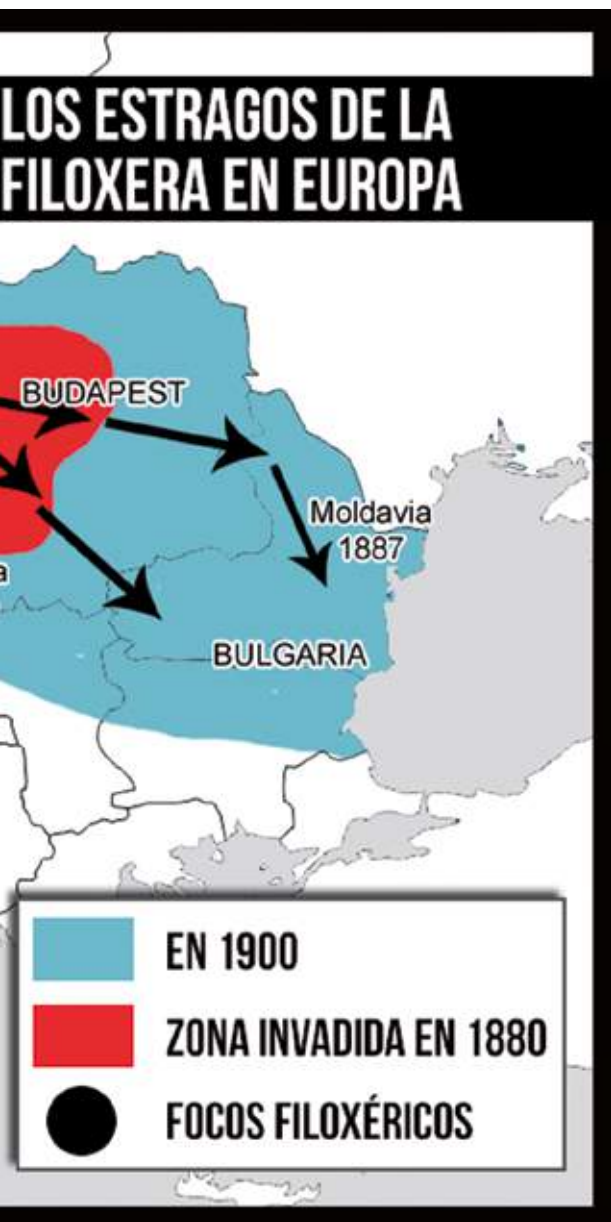 LOS ESTRAGOS DE LA
FILOXERA EN EUROPA
BUDAPEST
Moldavia
1887
a
BULGARIA
EN 1900
ZONA INVADIDA EN 1880
FOCOS FILOXÉRICOS